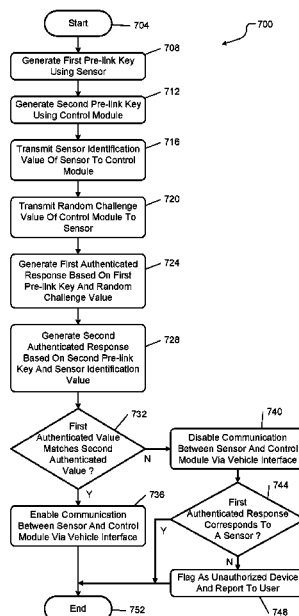 Start
704
700
708
Generate First Pre-link Key
Using Sensor
712
Generate Second Pre-link Key
Using Control Module
716
Transmit Sensor Identification
Value Of Sensor To Control
Module
720
Transmit Random Challenge
Value Of Control Module To
Sensor
724
Generate First Authenticated
Response Based On First
Pre-link Key And Random
Challenge Value
728
Generate Second
Authenticated Response
Based On Second Pre-link
Key And Sensor Identification
Value
732
First
Authenticated Value
Matches Second
Authenticated
Value ?
N
Y
740
Disable Communication
Between Sensor And Control
Module Via Vehicle Interface
736
Enable Communication
Between Sensor And Control
Module Via Vehicle Interface
744
First
Authenticated Response
Corresponds To
A Sensor ?
Y
N
Flag As Unauthorized Device
And Report To User
748
End
752